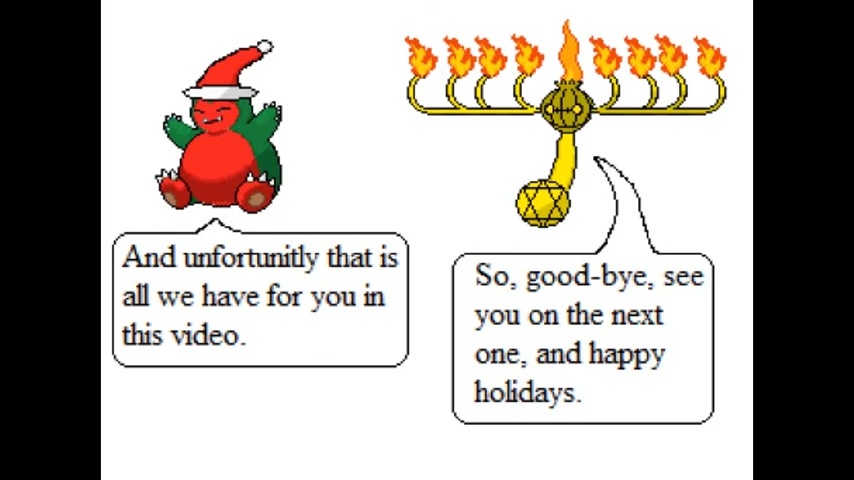 And unfortunitly that is
all we have for you in
this video.
So, good-bye, see
you on the next
one, and happy
holidays.